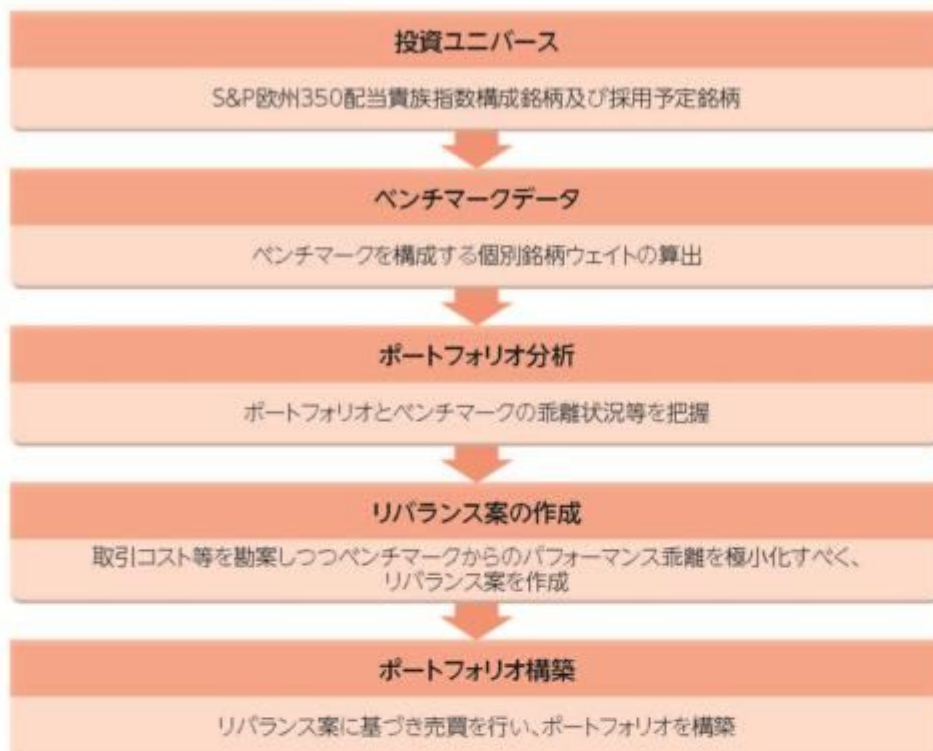 投資ユニバース
S&P欧州350配当貴族指数構成銘柄及び採用予定銘柄
ベンチマークデータ
ベンチマークを構成する個別銘柄ウェイトの算出
ポートフォリオ分析
ポートフォリオとベンチマークの乖離状況等を把握
リバランス案の作成
取引コスト等を勘案しつつベンチマークからのパフォーマンス乖離を極小化すべく、
リバランス案を作成
ポートフォリオ構築
リバランス案に基づき売買を行い、ポートフォリオを構築